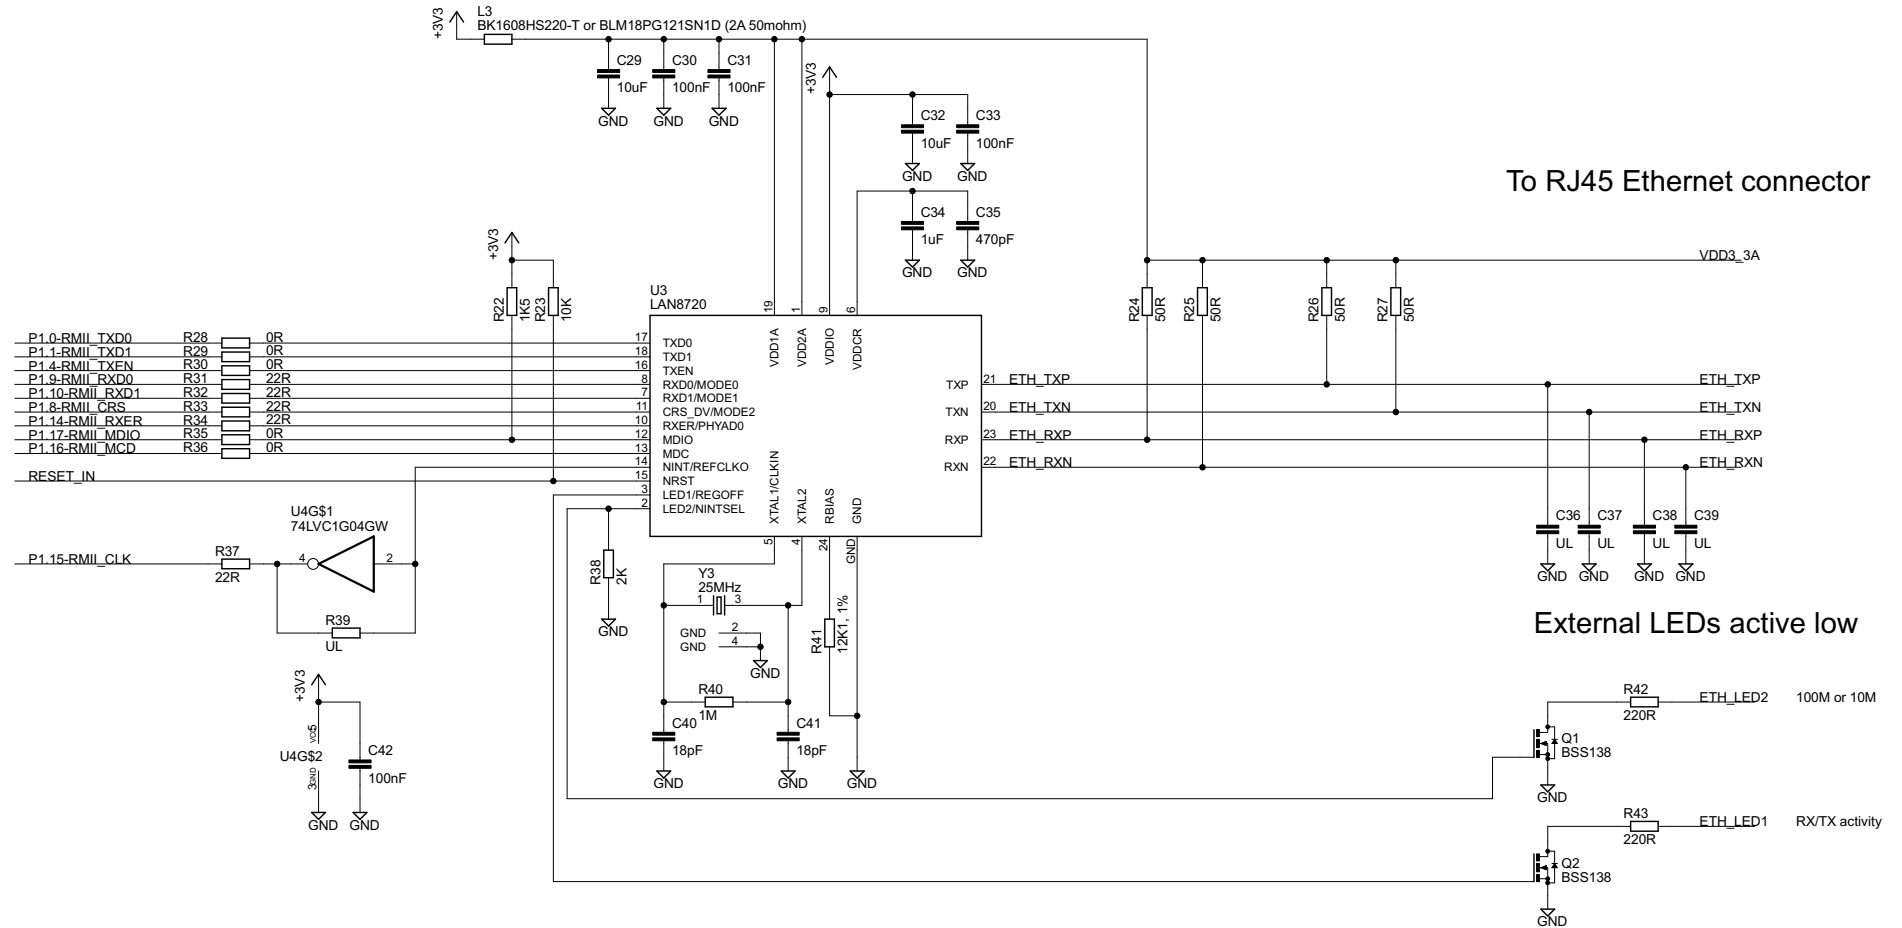 +3V3
L3
BK1608HS220-T or BLM18PG121SN1D (2A 50mohm)
C29
10uF
GND
C30
100nF
GND
C31
100nF
GND
+3V3
C32
10uF
GND
C33
100nF
GND
C34
1uF
GND
C35
470pF
GND
To RJ45 Ethernet connector
+3V3
R22
1K5
R23
10K
U3
LAN8720
VDD3_3A
R24
50R
R25
50R
R26
50R
R27
50R
P1.0-RMII_TXD0 R28 0R
P1.1-RMII_TXD1 R29 0R
P1.4-RMII_TXEN R30 0R
P1.9-RMII_RXD0 R31 22R
P1.10-RMII_RXD1 R32 22R
P1.8-RMII_CRS R33 22R
P1.14-RMII_RXER R34 22R
P1.17-RMII_MDIO R35 0R
P1.16-RMII_MCD R36 0R
RESET_IN
17 TXD0
18 TXD1
16 TXEN
8 RXD0/MODE0
7 RXD1/MODE1
11 CRS_DV/MODE2
10 RXER/PHYAD0
12 MDIO
13 MDC
14 NINT/REFCLKO
15 NRST
3 LED1/REGOFF
2 LED2/NINTSEL
19 VDD1A
1 VDD2A
9 VDDIO
6 VDDCR
TXP 21 ETH_TXP ETH_TXP
TXN 20 ETH_TXN ETH_TXN
RXP 23 ETH_RXP ETH_RXP
RXN 22 ETH_RXN ETH_RXN
XTAL1/CLKIN 5
XTAL2 4
RBIAS 24
GND GND
C36
UL
GND
C37
UL
GND
C38
UL
GND
C39
UL
GND
U4G$1
74LVC1G04GW
P1.15-RMII_CLK
R37
22R
4
2
R39
UL
R38
2K
GND
Y3
25MHz
1 3
GND 2
GND 4
GND
R41
12K1, 1%
R40
1M
C40
18pF
GND
C41
18pF
GND
GND
+3V3
VCC 5
U4G$2
3 GND
GND
C42
100nF
GND
External LEDs active low
R42
220R
ETH_LED2 100M or 10M
Q1
BSS138
GND
R43
220R
ETH_LED1 RX/TX activity
Q2
BSS138
GND